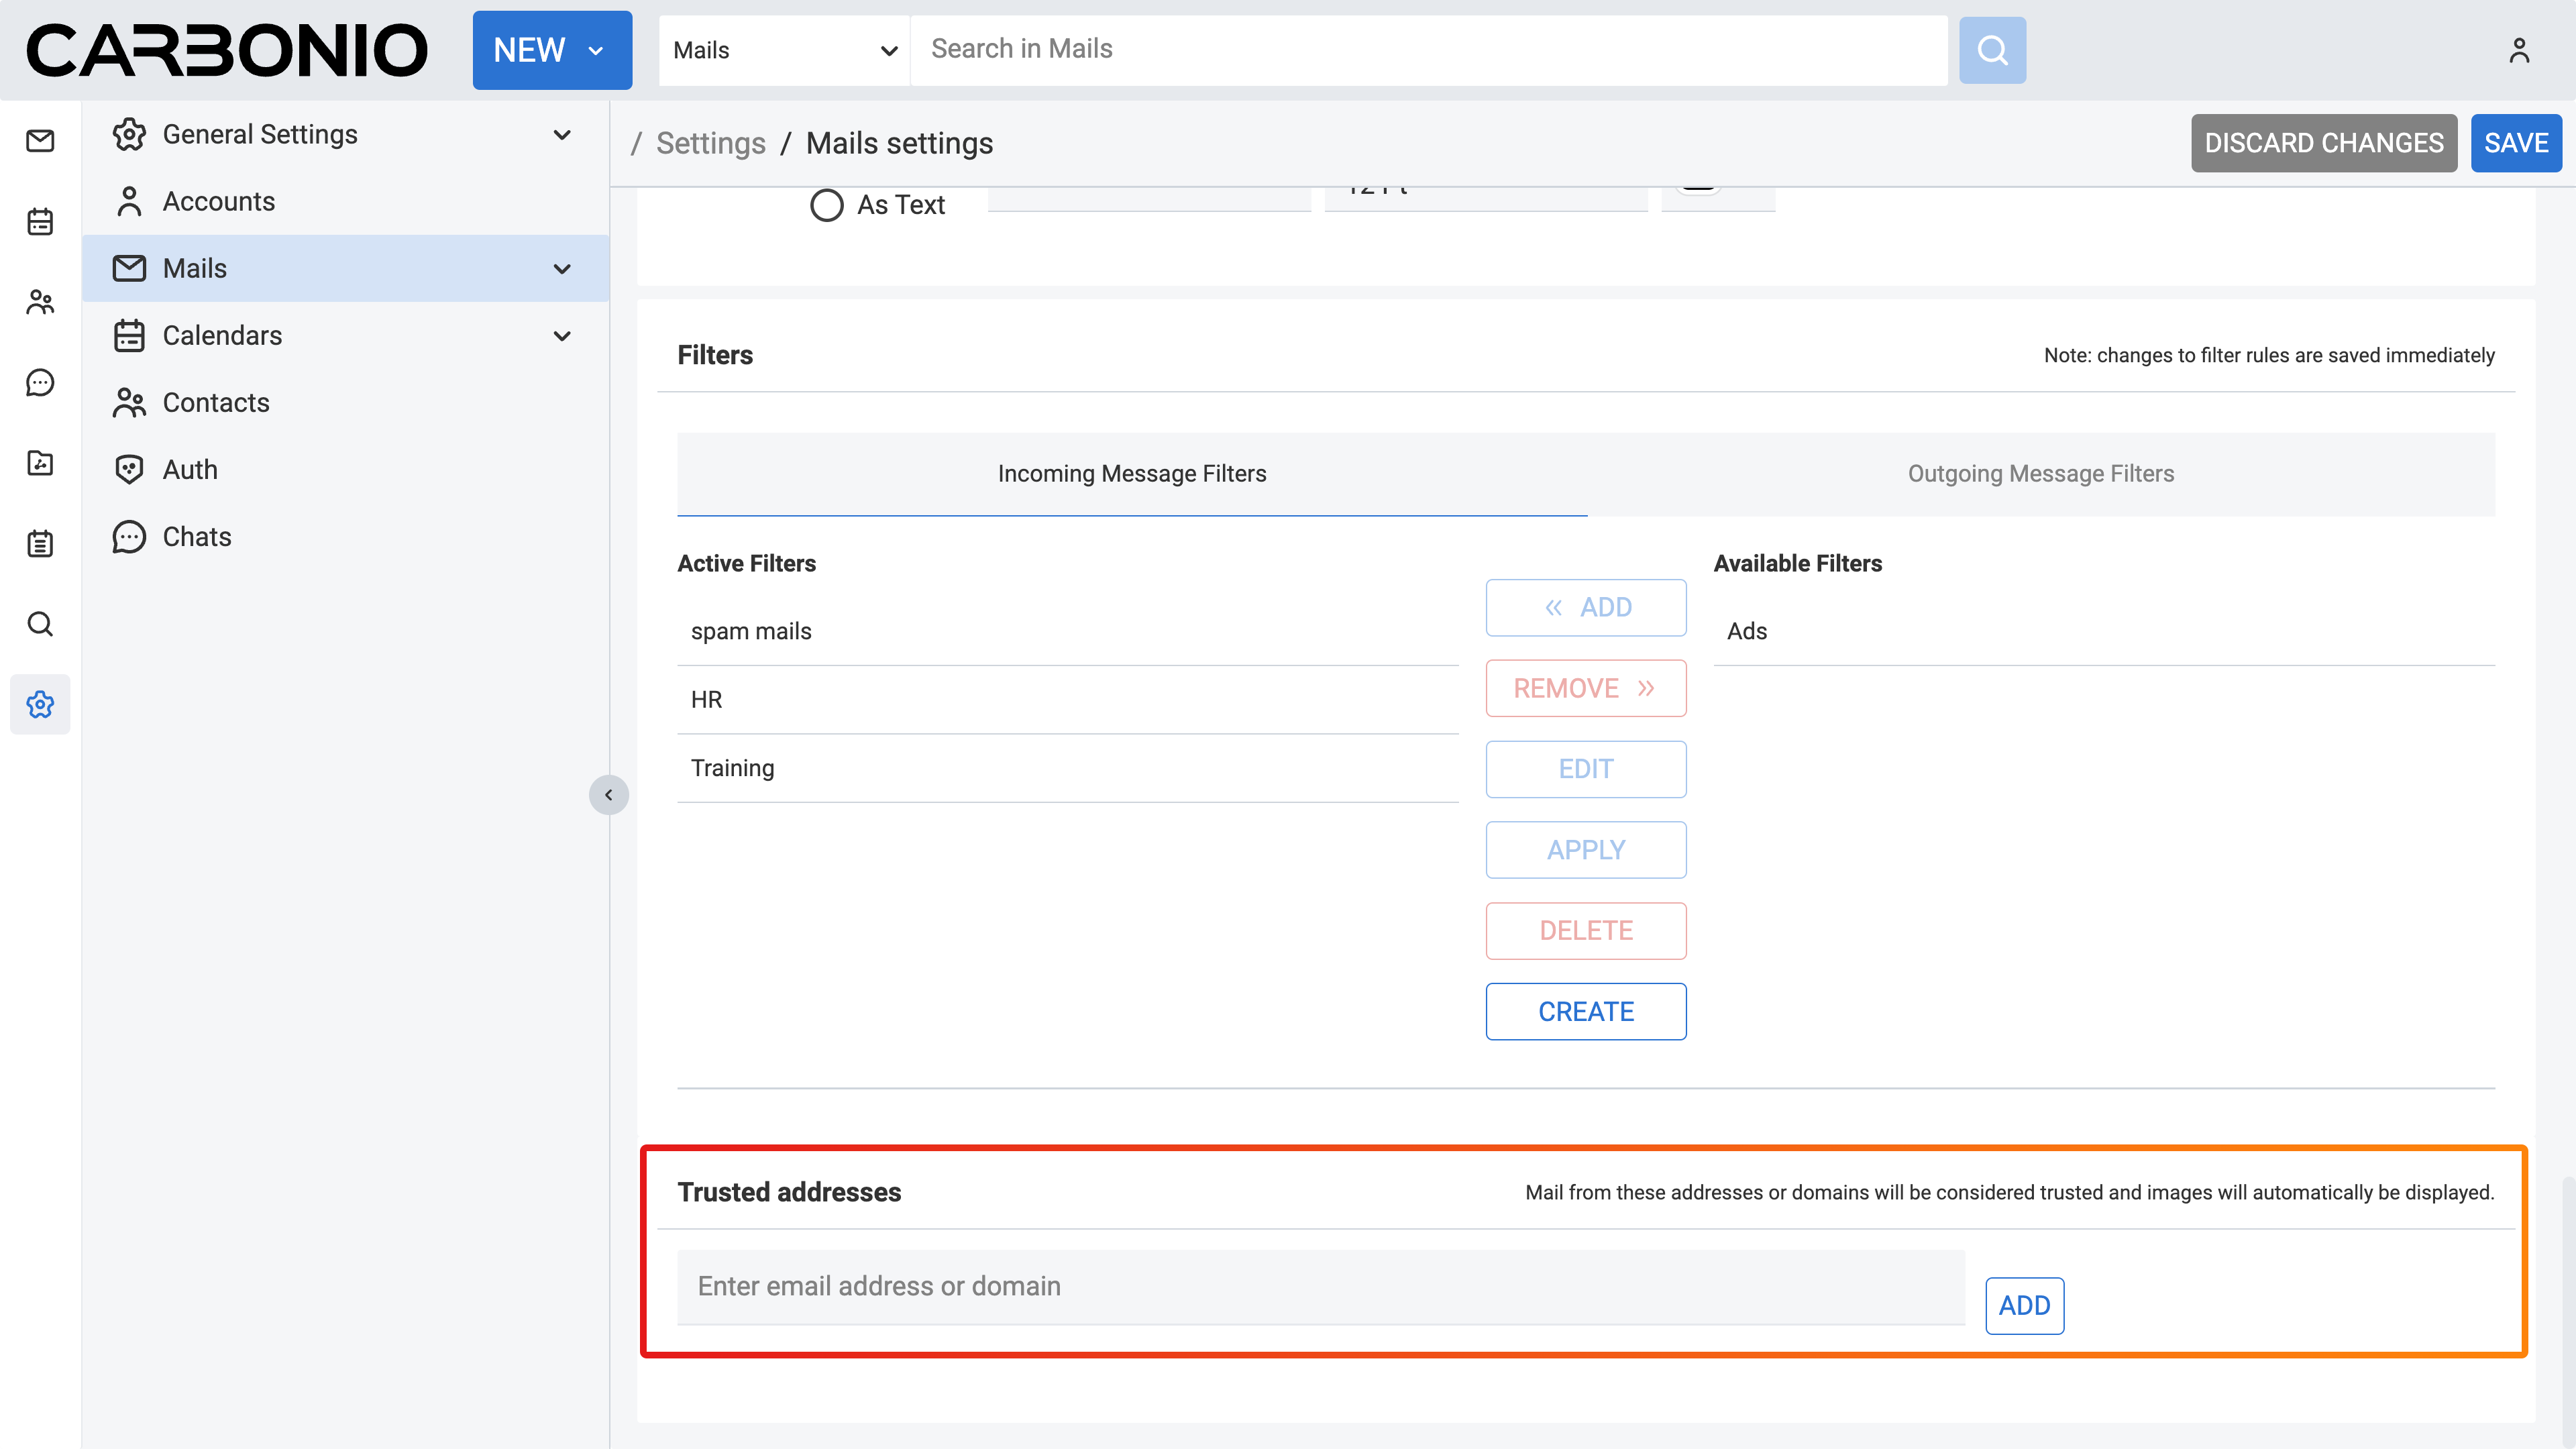 CARBONIO
NEW
Mails
Search in Mails
General Settings
Accounts
Mails
Calendars
Contacts
Auth
Chats
/ Settings / Mails settings
DISCARD CHANGES
SAVE
As Text
Filters
Note: changes to filter rules are saved immediately
Incoming Message Filters
Outgoing Message Filters
Active Filters
spam mails
HR
Training
« ADD
REMOVE »
EDIT
APPLY
DELETE
CREATE
Available Filters
Ads
Trusted addresses
Mail from these addresses or domains will be considered trusted and images will automatically be displayed.
Enter email address or domain
ADD